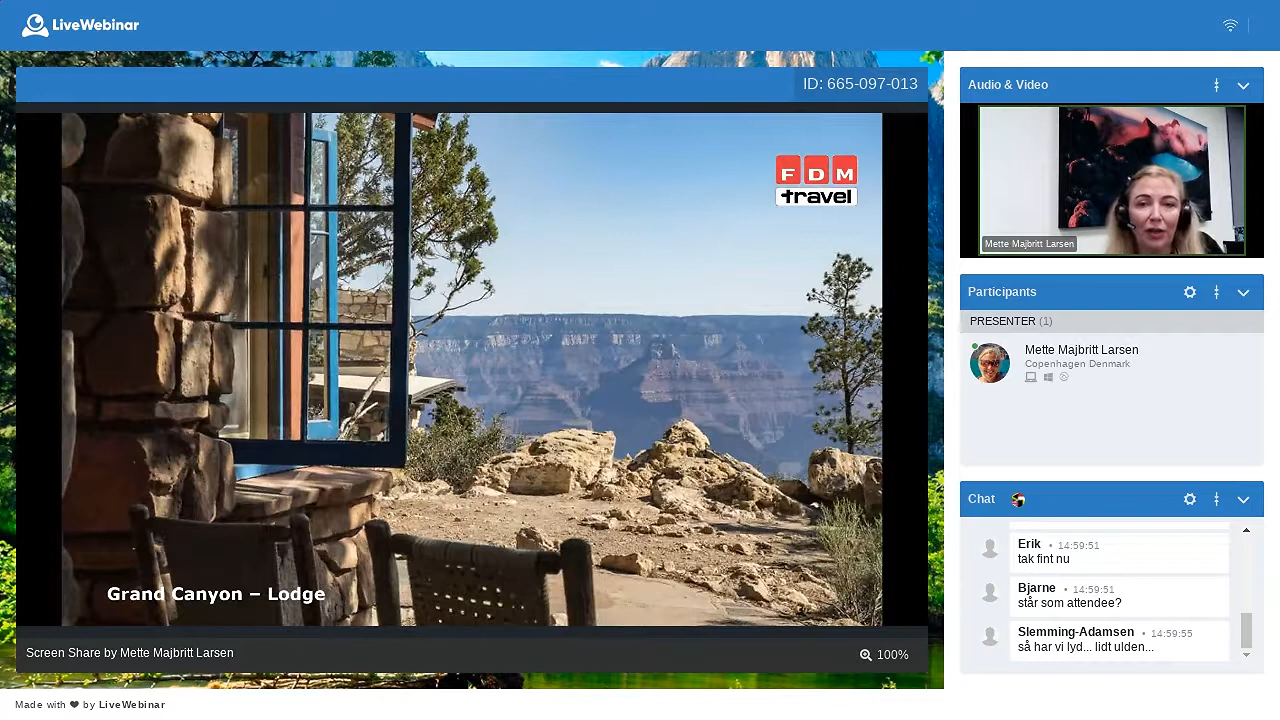 LiveWebinar
ID: 665-097-013
FDM
travel
Grand Canyon – Lodge
Screen Share by Mette Majbritt Larsen
100%
Made with ❤ by LiveWebinar
Audio & Video
Mette Majbritt Larsen
Participants
PRESENTER (1)
Mette Majbritt Larsen
Copenhagen Denmark
Chat
Erik • 14:59:51
tak fint nu
Bjarne • 14:59:51
står som attendee?
Slemming-Adamsen • 14:59:55
så har vi lyd... lidt ulden...